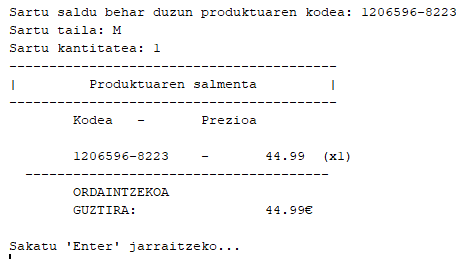 Sartu saldu behar duzun produktuaren kodea: 1206596-8223
Sartu taila: M
Sartu kantitatea: 1
-----------------------------------------
|         Produktuaren salmenta         |
-----------------------------------------
Kodea   -       Prezioa
1206596-8223    -       44.99  (x1)
--------------------------------------
ORDAINTZEKOA
GUZTIRA:                44.99€
Sakatu 'Enter' jarraitzeko...